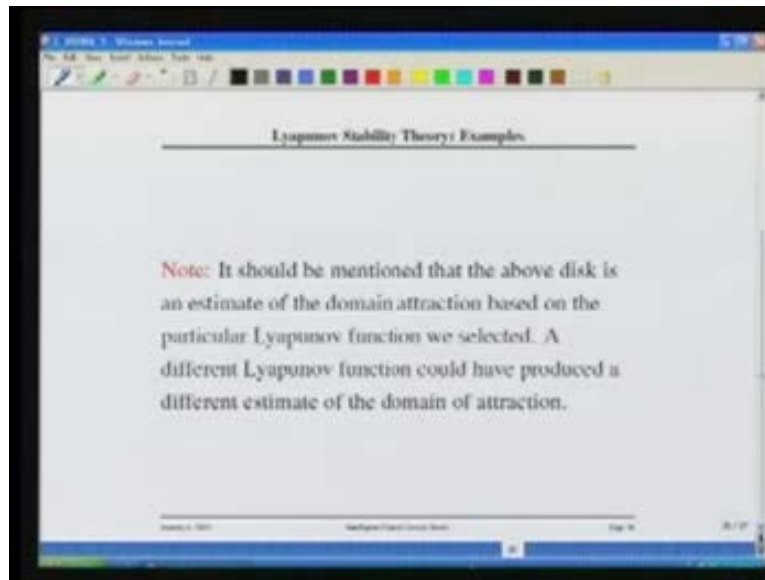 Lyapunov Stability Theory: Examples
Note: It should be mentioned that the above disk is
an estimate of the domain attraction based on the
particular Lyapunov function we selected. A
different Lyapunov function could have produced a
different estimate of the domain of attraction.